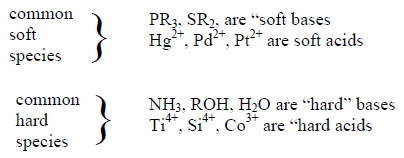 common
soft
species
PR₃, SR₂, are “soft bases
Hg²⁺, Pd²⁺, Pt²⁺ are soft acids
common
hard
species
NH₃, ROH, H₂O are “hard” bases
Ti⁴⁺, Si⁴⁺, Co³⁺ are “hard acids